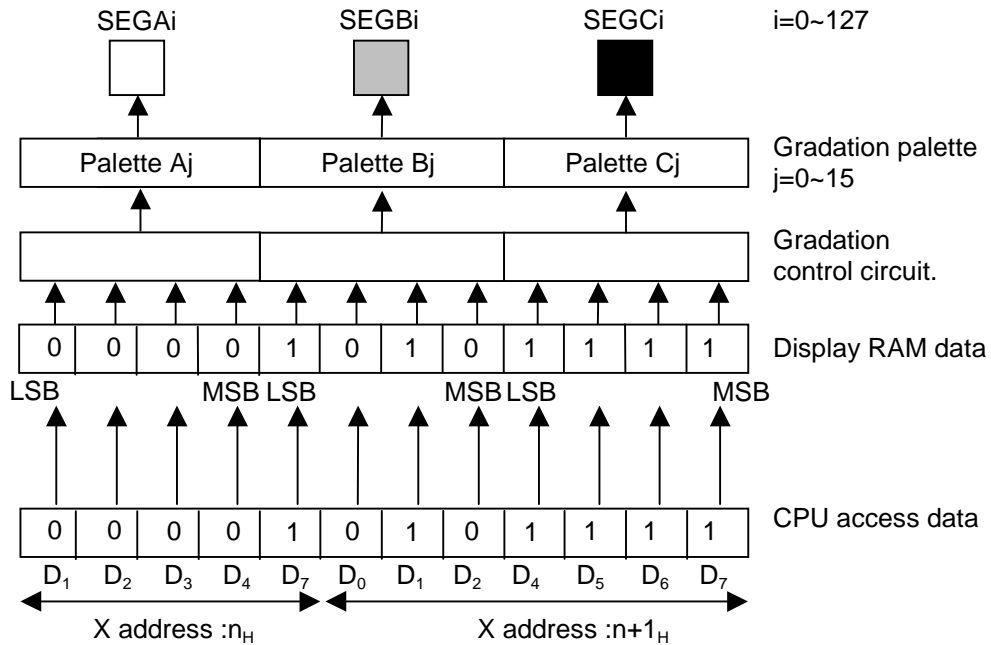 SEGAi SEGBi SEGCi i=0~127
Palette Aj Palette Bj Palette Cj Gradation palette
j=0~15
Gradation
control circuit.
0 0 0 0 1 0 1 0 1 1 1 1 Display RAM data
LSB MSB LSB MSB LSB MSB
0 0 0 0 1 0 1 0 1 1 1 1 CPU access data
D₁ D₂ D₃ D₄ D₇ D₀ D₁ D₂ D₄ D₅ D₆ D₇
X address :n_H X address :n+1_H